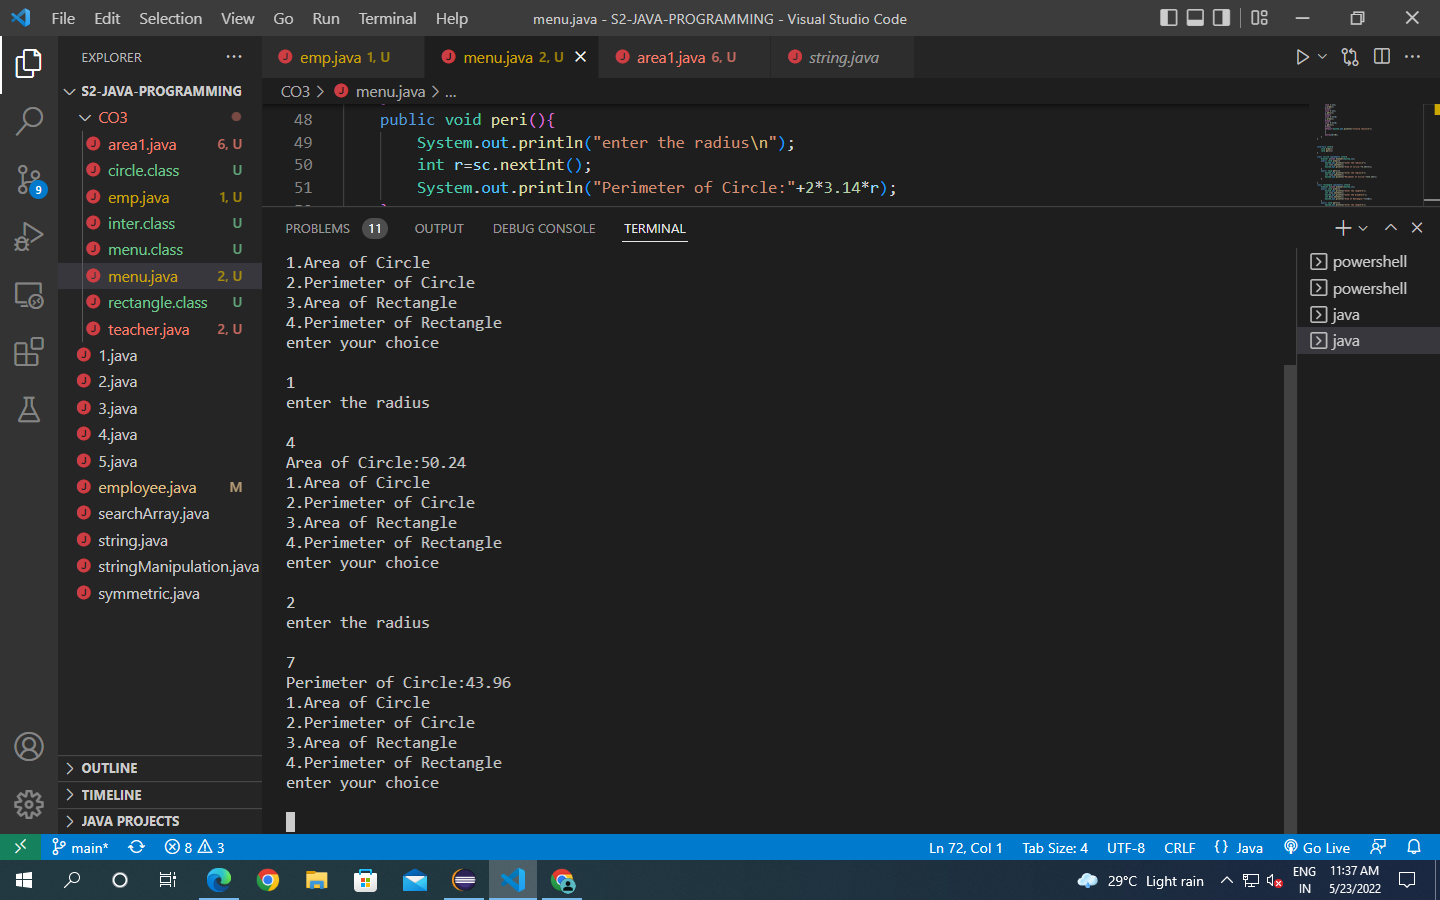 File Edit Selection View Go Run Terminal Help
menu.java - S2-JAVA-PROGRAMMING - Visual Studio Code
EXPLORER
emp.java 1, U
menu.java 2, U
area1.java 6, U
string.java
S2-JAVA-PROGRAMMING
CO3
area1.java 6, U
circle.class U
emp.java 1, U
inter.class U
menu.class U
menu.java 2, U
rectangle.class U
teacher.java 2, U
1.java
2.java
3.java
4.java
5.java
employee.java M
searchArray.java
string.java
stringManipulation.java
symmetric.java
OUTLINE
TIMELINE
JAVA PROJECTS
9
CO3 > menu.java > ...
48 public void peri(){
49 System.out.println("enter the radius\n");
50 int r=sc.nextInt();
51 System.out.println("Perimeter of Circle:"+2*3.14*r);
PROBLEMS 11 OUTPUT DEBUG CONSOLE TERMINAL
1.Area of Circle
2.Perimeter of Circle
3.Area of Rectangle
4.Perimeter of Rectangle
enter your choice
1
enter the radius
4
Area of Circle:50.24
1.Area of Circle
2.Perimeter of Circle
3.Area of Rectangle
4.Perimeter of Rectangle
enter your choice
2
enter the radius
7
Perimeter of Circle:43.96
1.Area of Circle
2.Perimeter of Circle
3.Area of Rectangle
4.Perimeter of Rectangle
enter your choice
powershell
powershell
java
java
main* 8 3
Ln 72, Col 1 Tab Size: 4 UTF-8 CRLF {} Java Go Live
29°C Light rain
ENG
IN
11:37 AM
5/23/2022